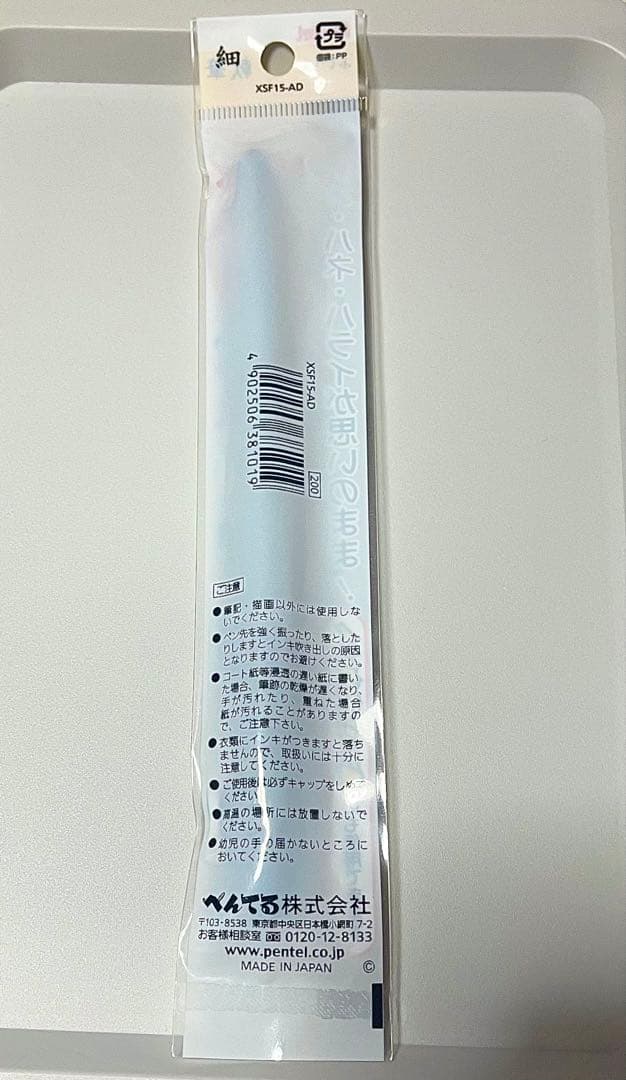 細
プラ
個袋:PP
XSF15-AD
・ハネ・ハライが思いのまま!
XSF15-AD
4 902506 381019
200
ご注意
●筆記・描画以外には使用しな
いでください。
●ペン先を強く振ったり、落とした
りしますとインキ吹き出しの原因
となりますのでお避けください。
●コート紙等浸透の遅い紙に書い
た場合、筆跡の乾燥が遅くなり、
手が汚れたり、重ねた場合
紙が汚れることがありますの
で、ご注意下さい。
●衣類にインキがつきますと落ち
ませんので、取扱いには十分に
注意してください。
●ご使用後は必ずキャップをしめて
ください。
●高温の場所には放置しないで
ください。
●幼児の手の届かないところに
おいてください。
ぺんてる株式会社
〒103-8538 東京都中央区日本橋小網町 7-2
お客様相談室 0120-12-8133
www.pentel.co.jp
MADE IN JAPAN ©